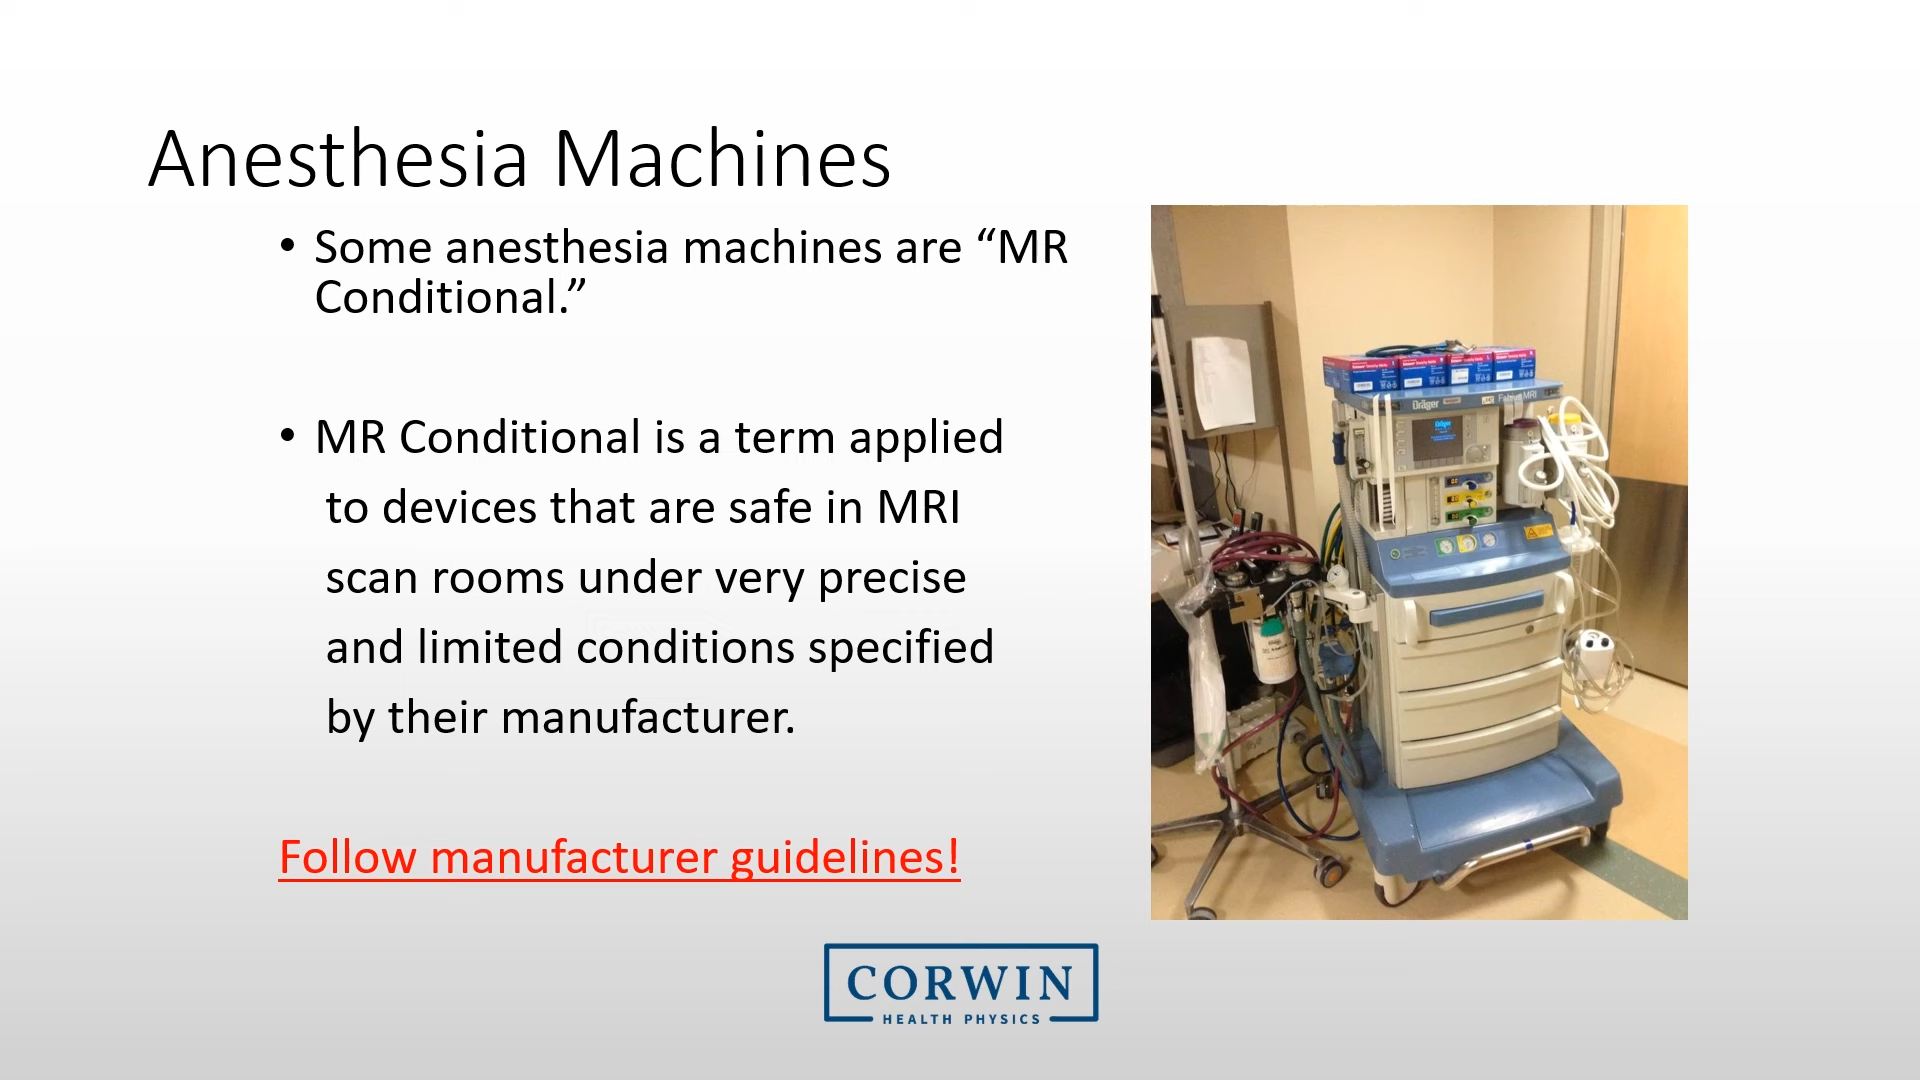 Anesthesia Machines
• Some anesthesia machines are “MR
Conditional.”
• MR Conditional is a term applied
to devices that are safe in MRI
scan rooms under very precise
and limited conditions specified
by their manufacturer.
Follow manufacturer guidelines!
Dräger
MRI
Dräger
CORWIN
HEALTH PHYSICS